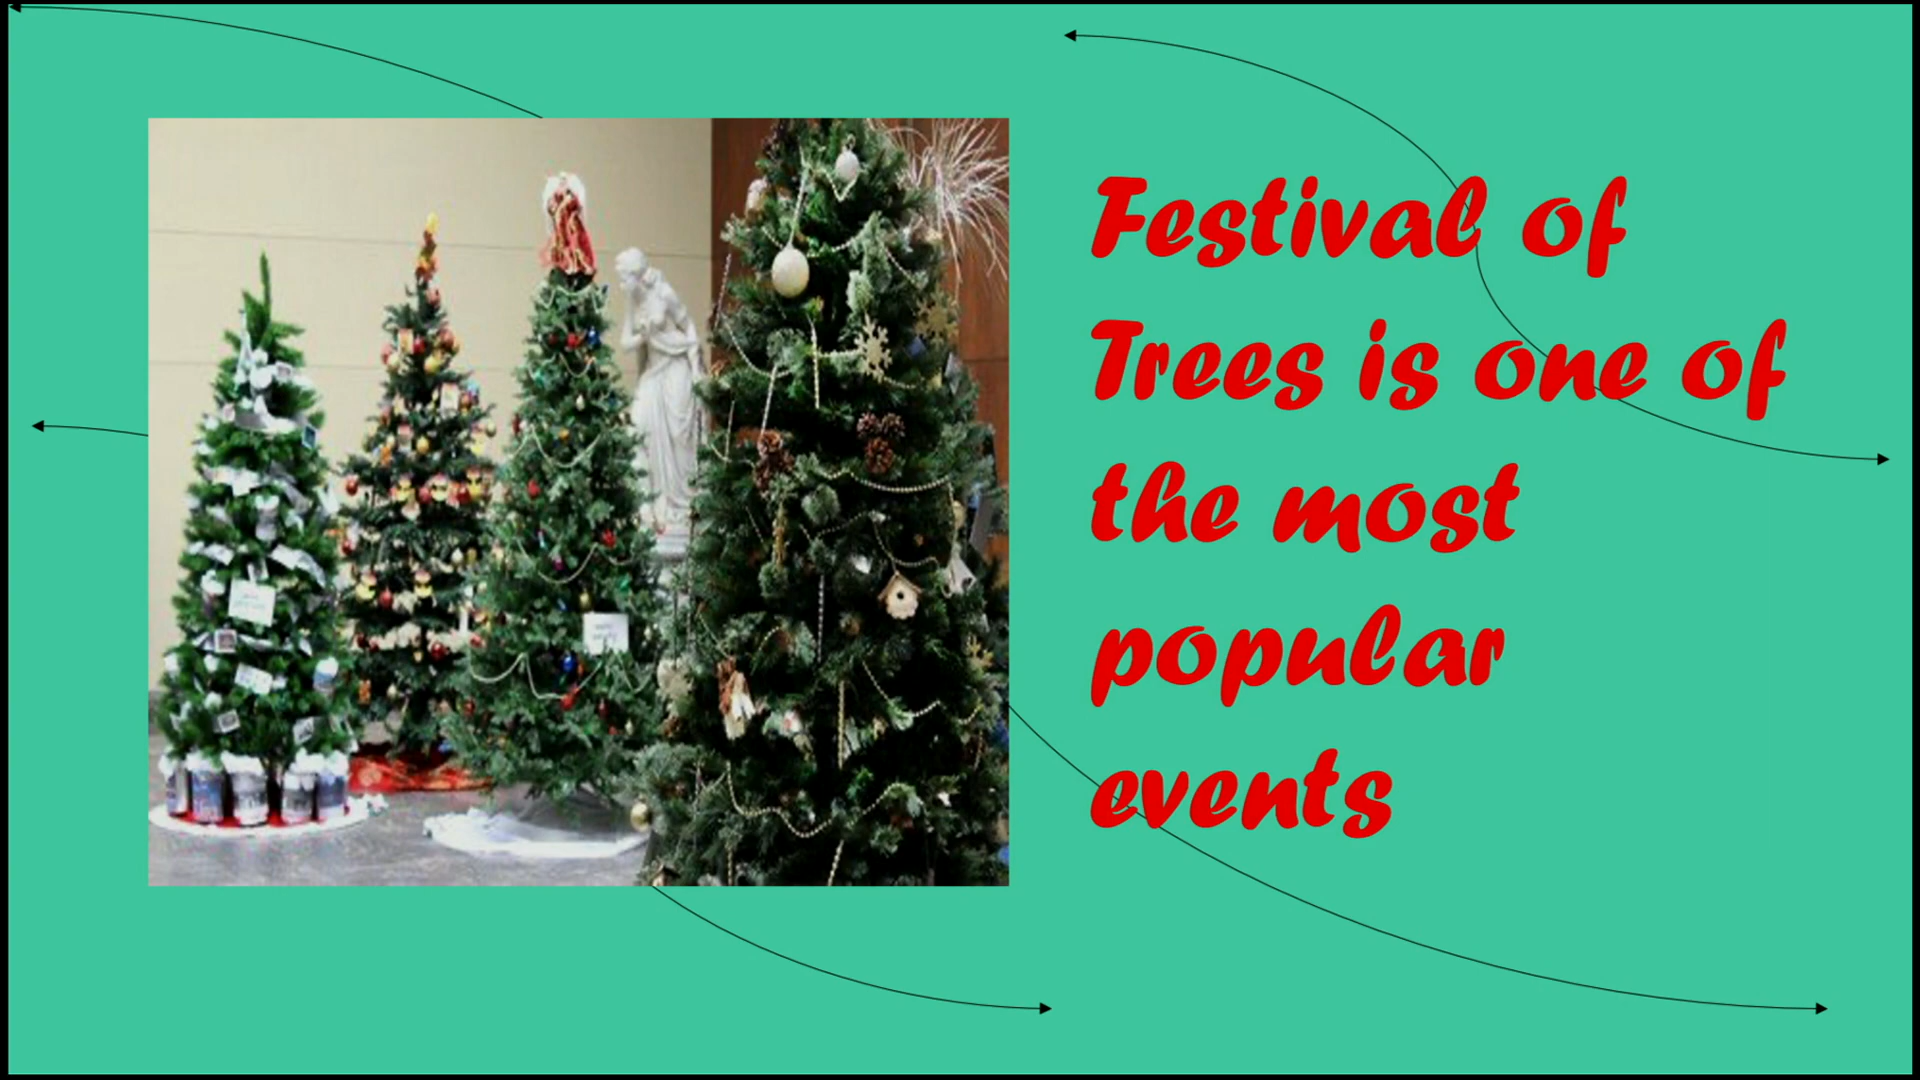 Festival of
Trees is one of
the most
popular
events